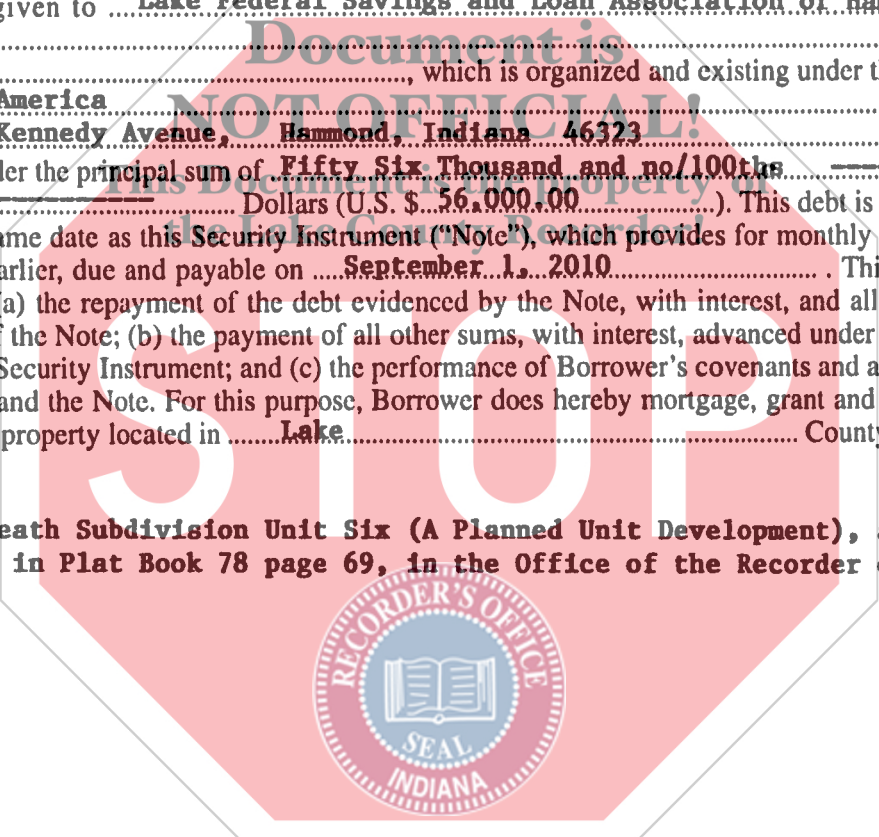 given to ....Lake Federal Savings and Loan Association of Ham
Document is
..............................................., which is organized and existing under th
America
NOT OFFICIAL!
Kennedy Avenue, Hammond, Indiana 46323
der the principal sum of ..Fifty Six Thousand and no/100ths
This Document is the property of
Dollars (U.S. $...56,000.00....................). This debt is
the Lake County Recorder!
ame date as this Security Instrument (“Note”), which provides for monthly
arlier, due and payable on .....September 1, 2010.............................. . Thi
(a) the repayment of the debt evidenced by the Note, with interest, and all
f the Note; (b) the payment of all other sums, with interest, advanced under
Security Instrument; and (c) the performance of Borrower’s covenants and a
and the Note. For this purpose, Borrower does hereby mortgage, grant and
property located in ........Lake................................................................... County
STOP
eath Subdivision Unit Six (A Planned Unit Development),
in Plat Book 78 page 69, in the Office of the Recorder
RECORDER'S OFFICE
SEAL
INDIANA